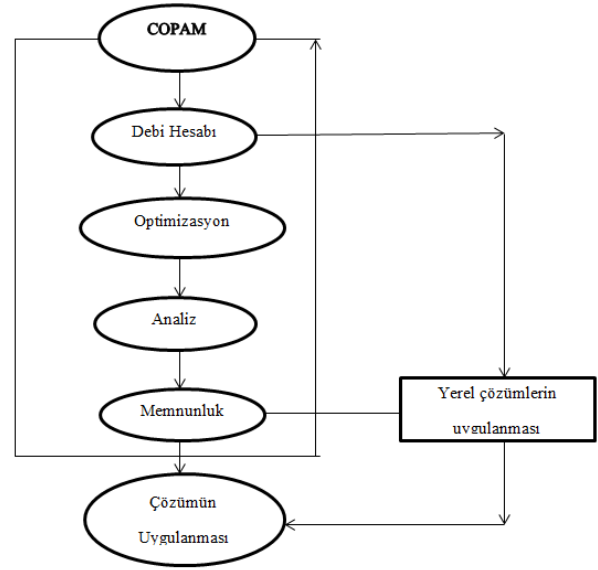 COPAM
Debi Hesabı
Optimizasyon
Analiz
Memnunluk
Yerel çözümlerin
uygulanması
Çözümün
Uygulanması